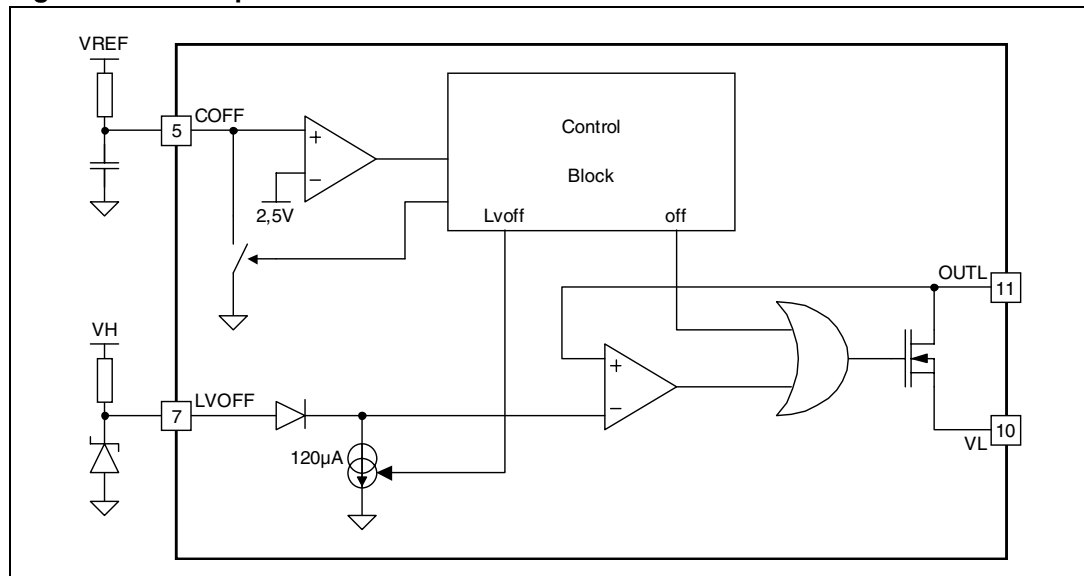 VREF
COFF
5
+
−
2,5V
Control
Block
Lvoff
off
OUTL
11
VH
LVOFF
7
+
−
120µA
10
VL